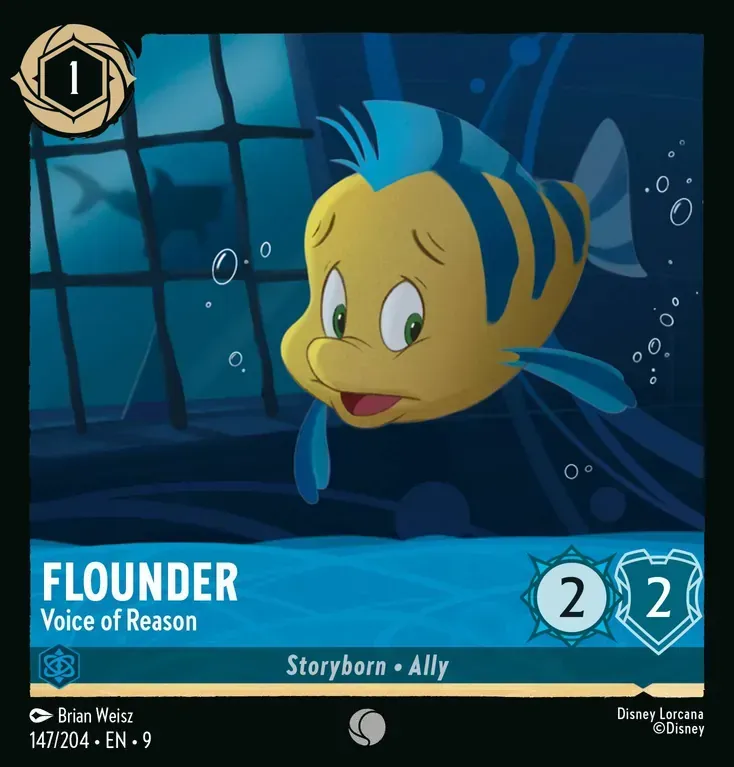 1
FLOUNDER
Voice of Reason
2 2
Storyborn • Ally
Brian Weisz
147/204 • EN • 9
Disney Lorcana
©Disney